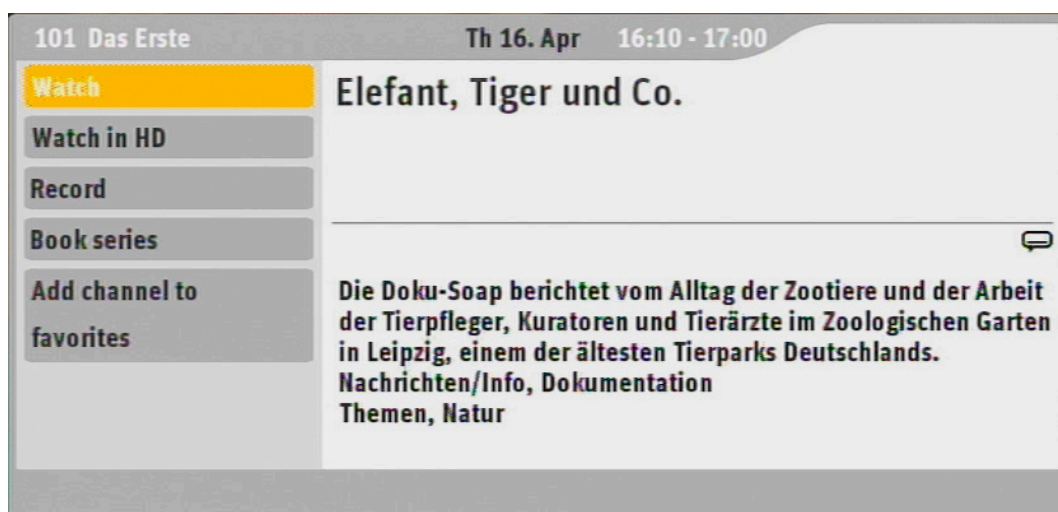 101 Das Erste Th 16. Apr 16:10 - 17:00
Watch
Watch in HD
Record
Book series
Add channel to
favorites
Elefant, Tiger und Co.
Die Doku-Soap berichtet vom Alltag der Zootiere und der Arbeit
der Tierpfleger, Kuratoren und Tierärzte im Zoologischen Garten
in Leipzig, einem der ältesten Tierparks Deutschlands.
Nachrichten/Info, Dokumentation
Themen, Natur